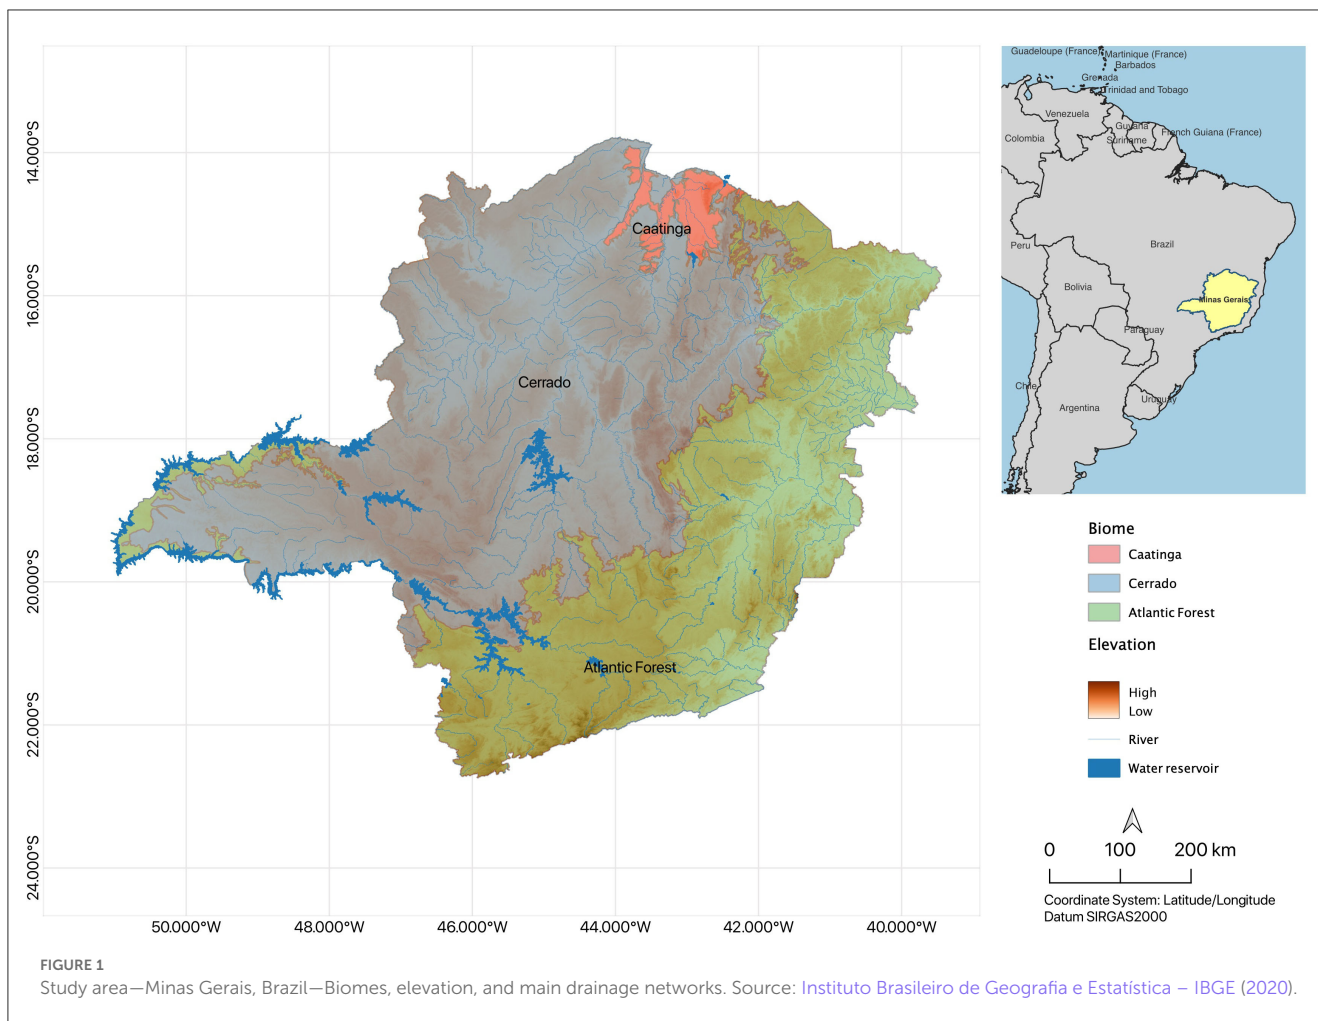 14.000°S
16.000°S
18.000°S
20.000°S
22.000°S
24.000°S
50.000°W
48.000°W
46.000°W
44.000°W
42.000°W
40.000°W
Caatinga
Cerrado
Atlantic Forest
Guadeloupe (France)
Martinique (France)
Barbados
Grenada
Trinidad and Tobago
Venezuela
Guyana
Colombia
Suriname
French Guiana (France)
Peru
Brazil
Bolivia
Minas Gerais
Paraguay
Chile
Uruguay
Argentina
Biome
Caatinga
Cerrado
Atlantic Forest
Elevation
High
Low
River
Water reservoir
0 100 200 km
Coordinate System: Latitude/Longitude
Datum SIRGAS2000
FIGURE 1
Study area—Minas Gerais, Brazil—Biomes, elevation, and main drainage networks. Source: Instituto Brasileiro de Geografia e Estatística – IBGE (2020).